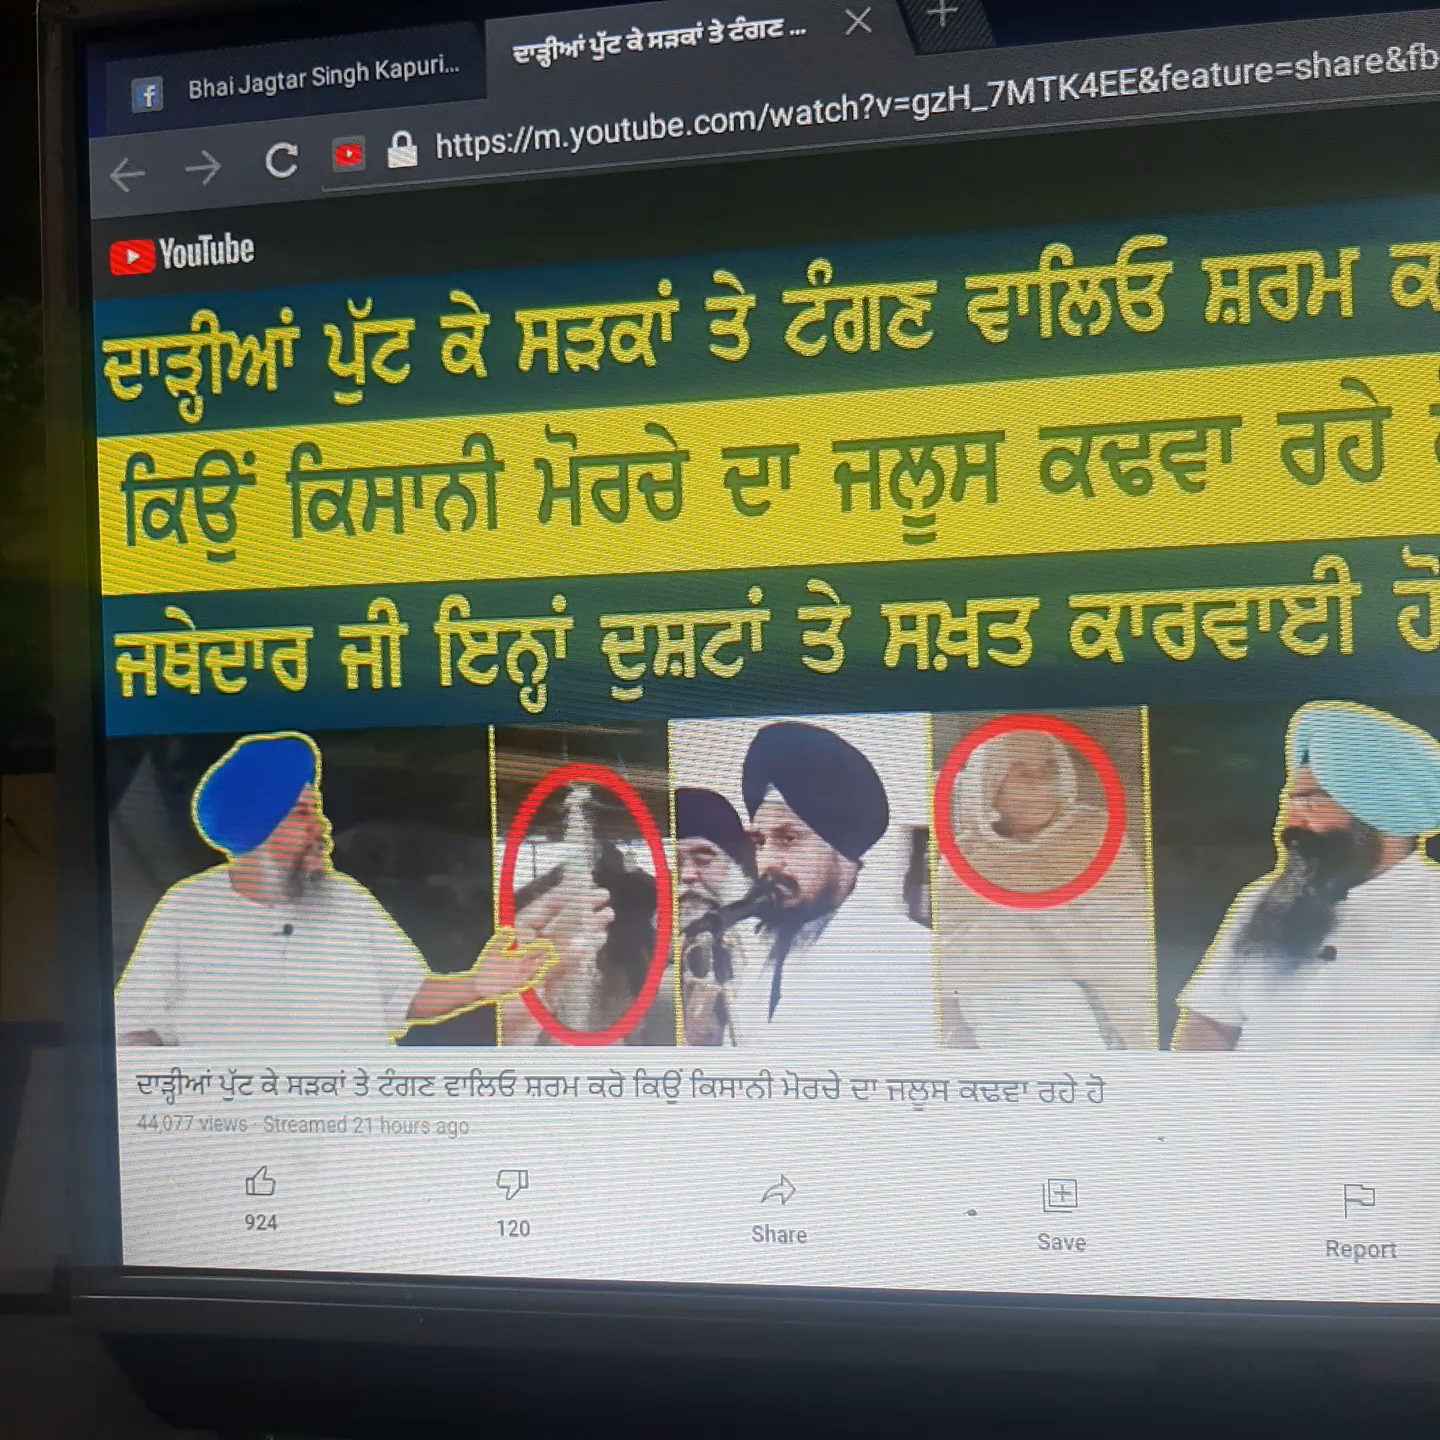 Bhai Jagtar Singh Kapuri...
ਦਾੜ੍ਹੀਆਂ ਪੁੱਟ ਕੇ ਸੜਕਾਂ ਤੇ ਟੰਗਣ ...
https://m.youtube.com/watch?v=gzH_7MTK4EE&feature=share&fb
YouTube
ਦਾੜ੍ਹੀਆਂ ਪੁੱਟ ਕੇ ਸੜਕਾਂ ਤੇ ਟੰਗਣ ਵਾਲਿਓ ਸ਼ਰਮ
ਕਿਉਂ ਕਿਸਾਨੀ ਮੋਰਚੇ ਦਾ ਜਲੂਸ ਕਢਵਾ ਰਹੇ
ਜਥੇਦਾਰ ਜੀ ਇਨ੍ਹਾਂ ਦੁਸ਼ਟਾਂ ਤੇ ਸਖ਼ਤ ਕਾਰਵਾਈ
ਦਾੜ੍ਹੀਆਂ ਪੁੱਟ ਕੇ ਸੜਕਾਂ ਤੇ ਟੰਗਣ ਵਾਲਿਓ ਸ਼ਰਮ ਕਰੋ ਕਿਉਂ ਕਿਸਾਨੀ ਮੋਰਚੇ ਦਾ ਜਲੂਸ ਕਢਵਾ ਰਹੇ ਹੋ
44,077 views · Streamed 21 hours ago
924 120 Share Save Report